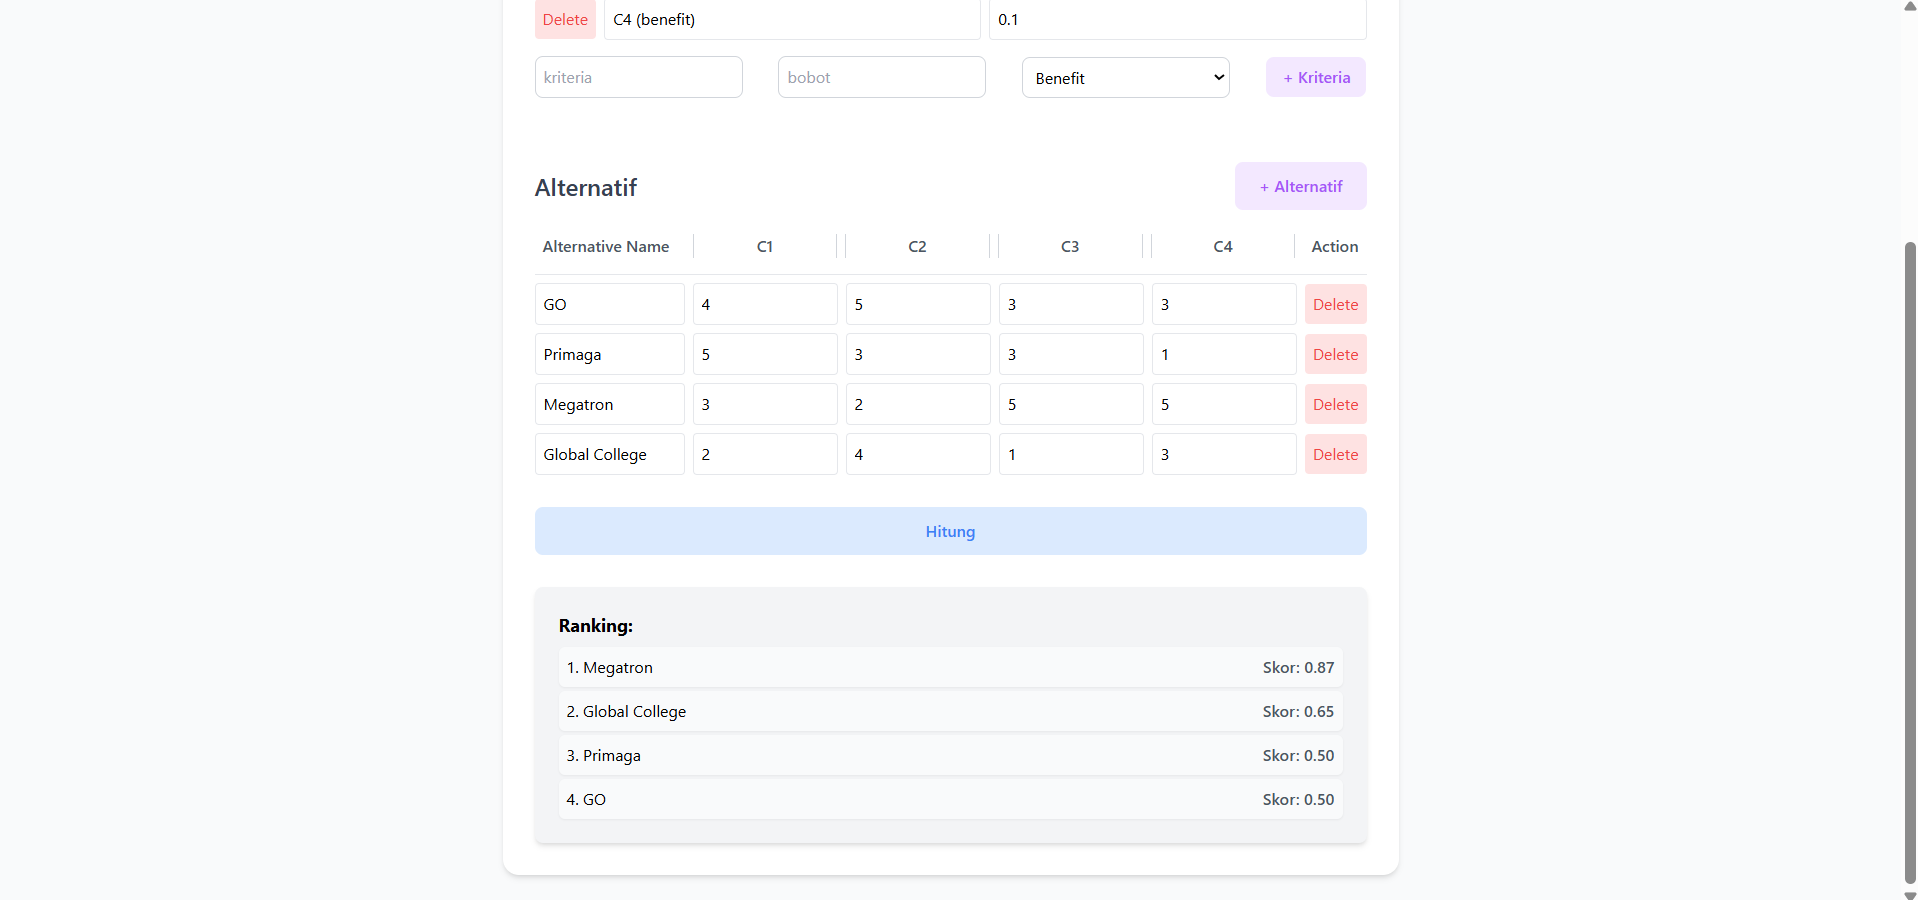 Delete C4 (benefit) 0.1
kriteria bobot Benefit + Kriteria
Alternatif + Alternatif
Alternative Name C1 C2 C3 C4 Action
GO 4 5 3 3 Delete
Primaga 5 3 3 1 Delete
Megatron 3 2 5 5 Delete
Global College 2 4 1 3 Delete
Hitung
Ranking:
1. Megatron Skor: 0.87
2. Global College Skor: 0.65
3. Primaga Skor: 0.50
4. GO Skor: 0.50